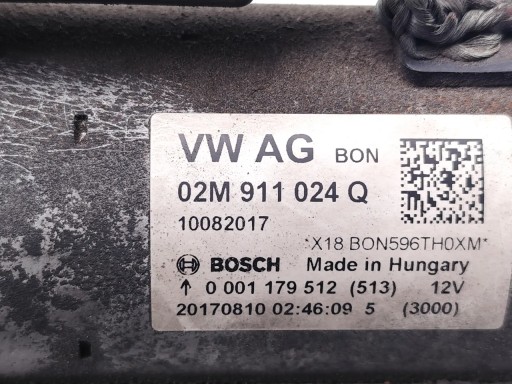 VW AG BON
02M 911 024 Q
10082017
*X18 BON596TH0XM*
BOSCH Made in Hungary
↑ 0 001 179 512 (513) 12V
20170810 02:46:09 5 (3000)